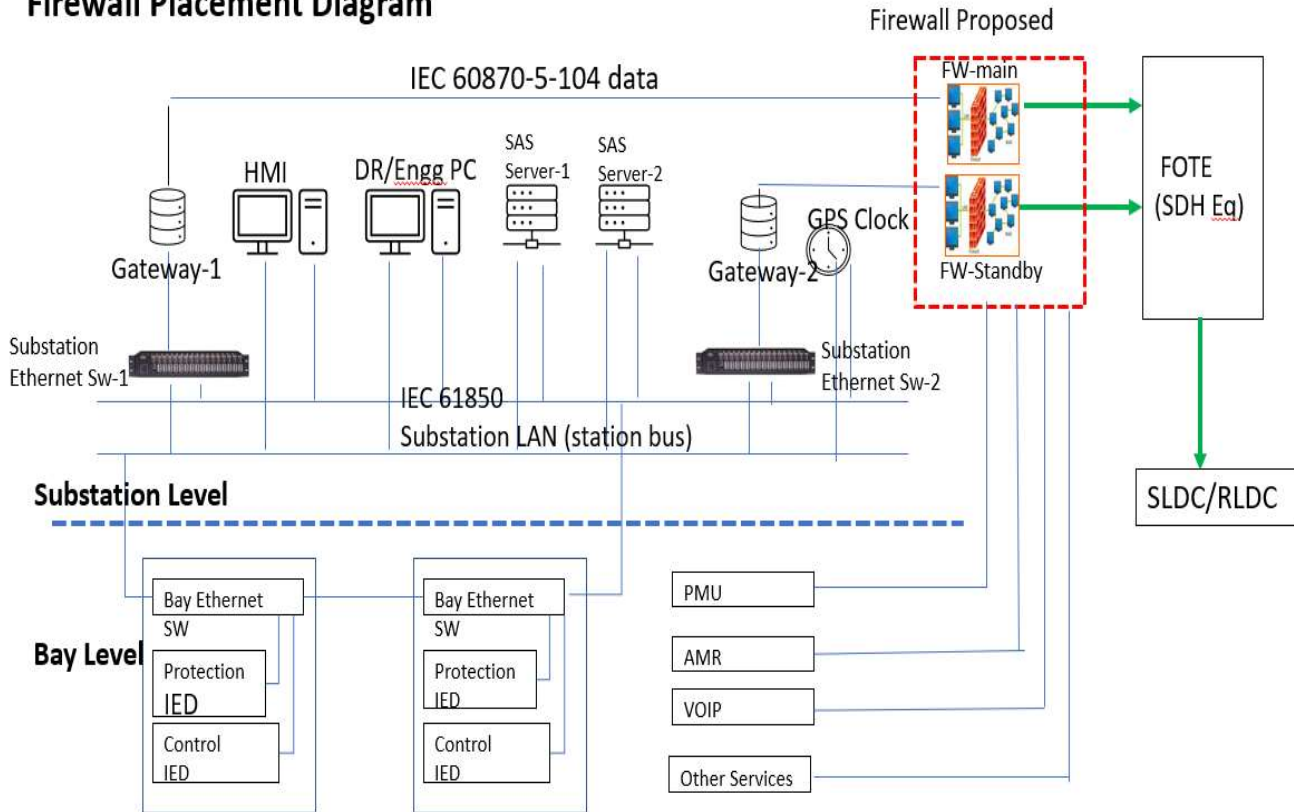 Firewall Placement Diagram
Firewall Proposed
IEC 60870-5-104 data
FW-main
HMI
DR/Engg PC
SAS
Server-1
SAS
Server-2
FOTE
(SDH Eq)
GPS Clock
Gateway-1
Gateway-2
FW-Standby
Substation
Ethernet Sw-1
Substation
Ethernet Sw-2
IEC 61850
Substation LAN (station bus)
Substation Level
SLDC/RLDC
Bay Level
Bay Ethernet
SW
Protection
IED
Control
IED
Bay Ethernet
SW
Protection
IED
Control
IED
PMU
AMR
VOIP
Other Services